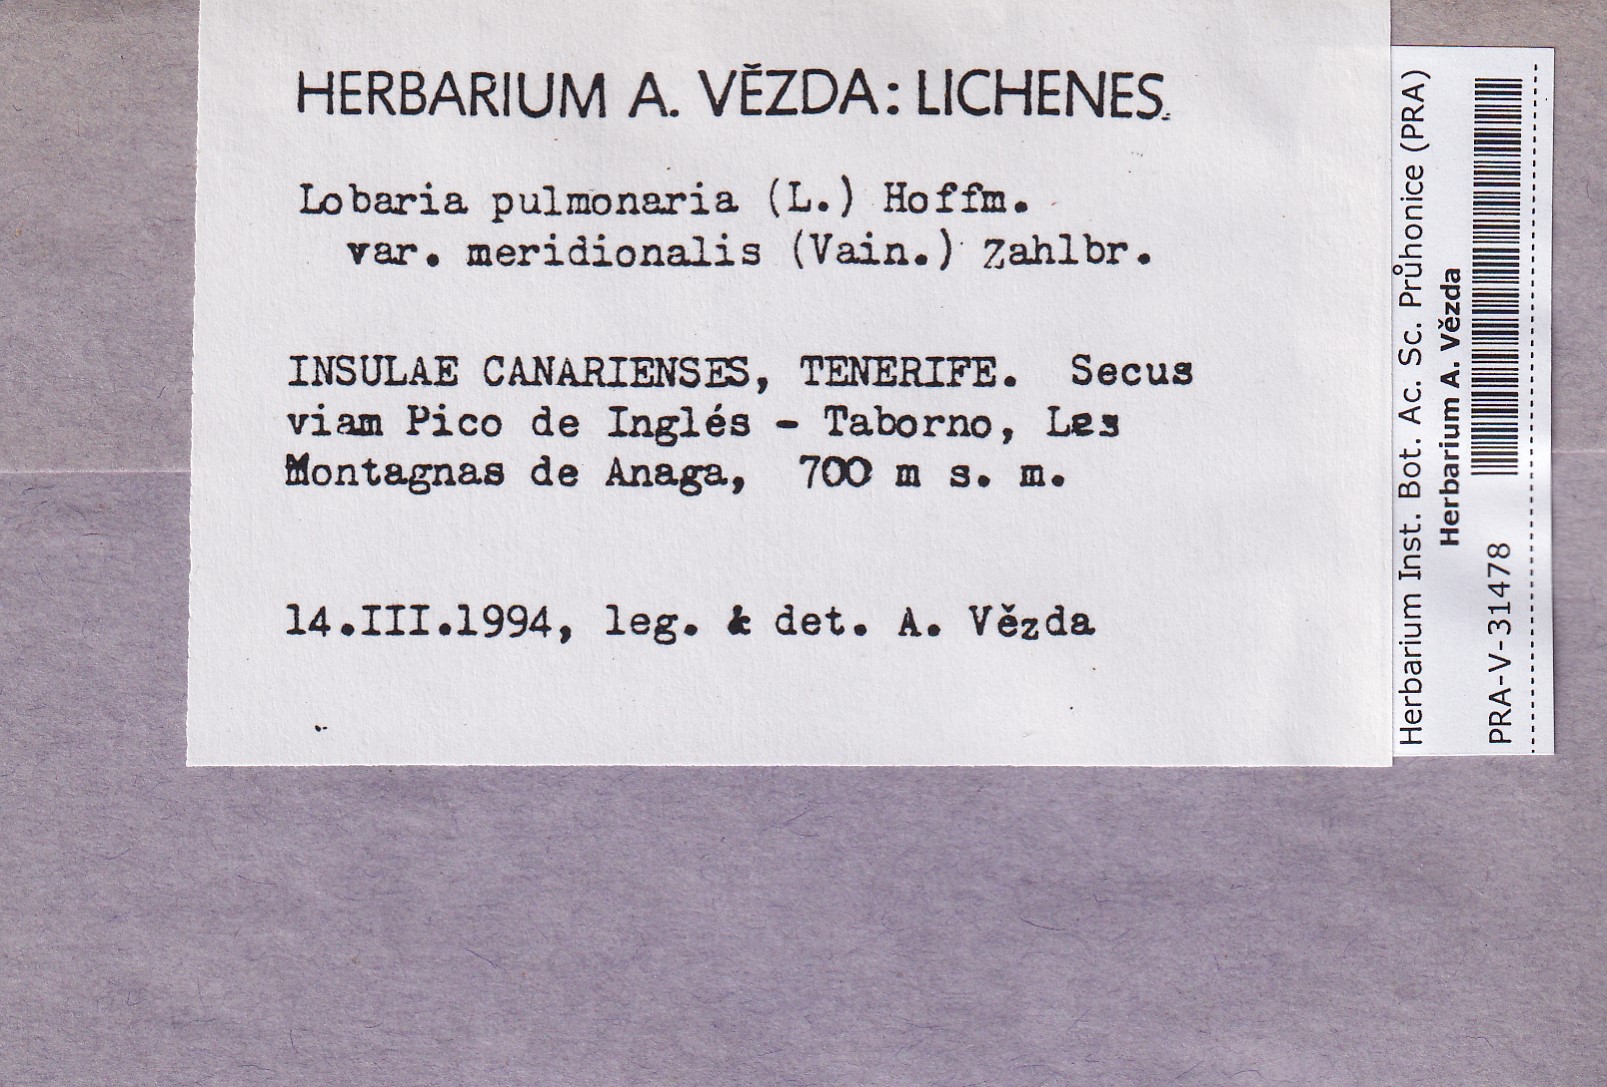 HERBARIUM A. VĚZDA: LICHENES.
Lobaria pulmonaria (L.) Hoffm.
var. meridionalis (Vain.) Zahlbr.
INSULAE CANARIENSES, TENERIFE. Secus
viam Pico de Inglés - Taborno, Les
Montagnas de Anaga, 700 m s. m.
14.III.1994, leg. & det. A. Vězda
Herbarium Inst. Bot. Ac. Sc. Průhonice (PRA)
Herbarium A. Vězda
PRA-V-31478